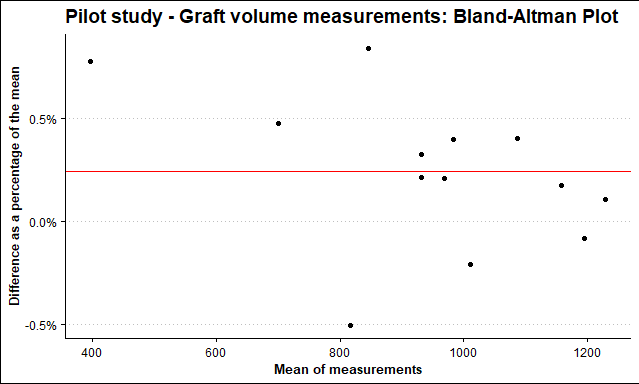 Pilot study - Graft volume measurements: Bland-Altman Plot
Difference as a percentage of the mean
0.5%
0.0%
-0.5%
400 600 800 1000 1200
Mean of measurements